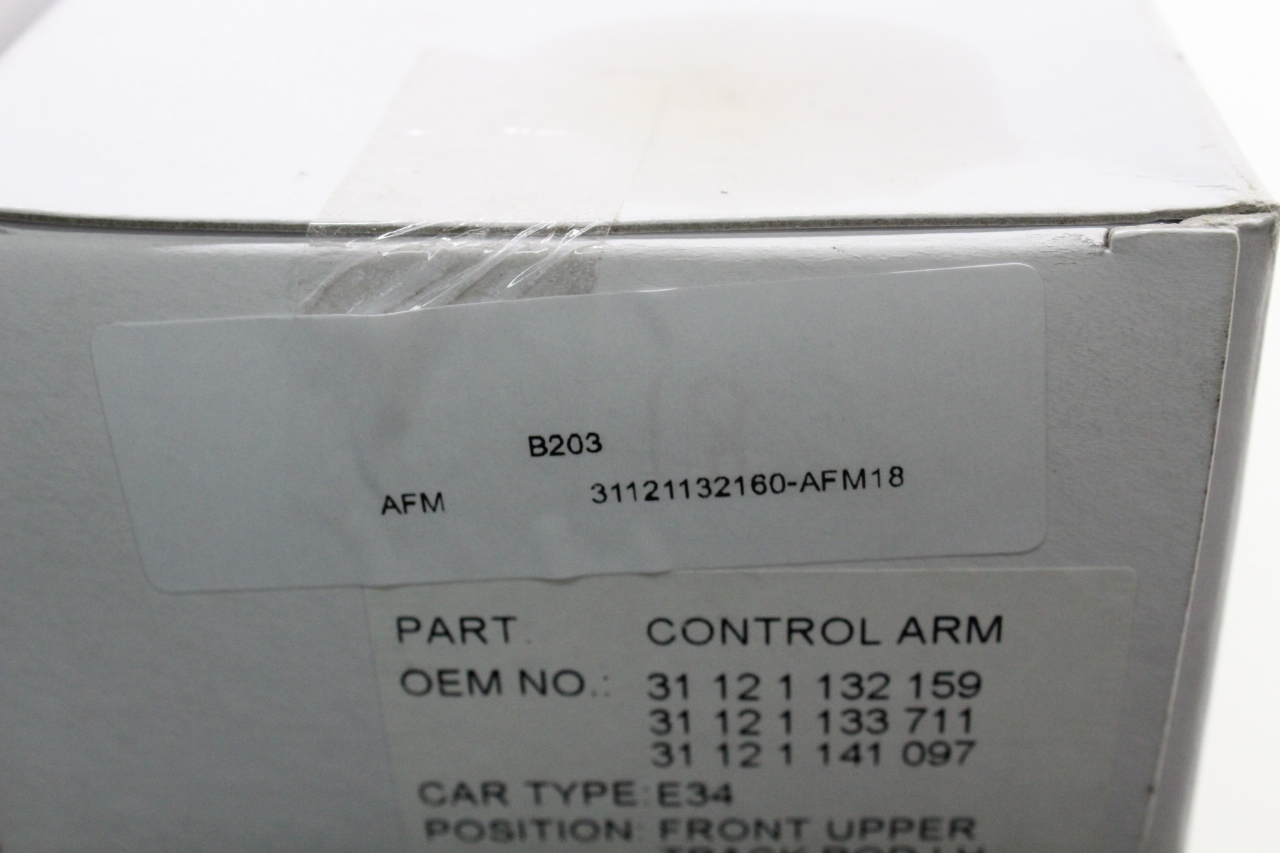 B203
AFM 31121132160-AFM18
PART. CONTROL ARM
OEM NO.: 31 12 1 132 159
31 12 1 133 711
31 12 1 141 097
CAR TYPE: E34
POSITION: FRONT UPPER